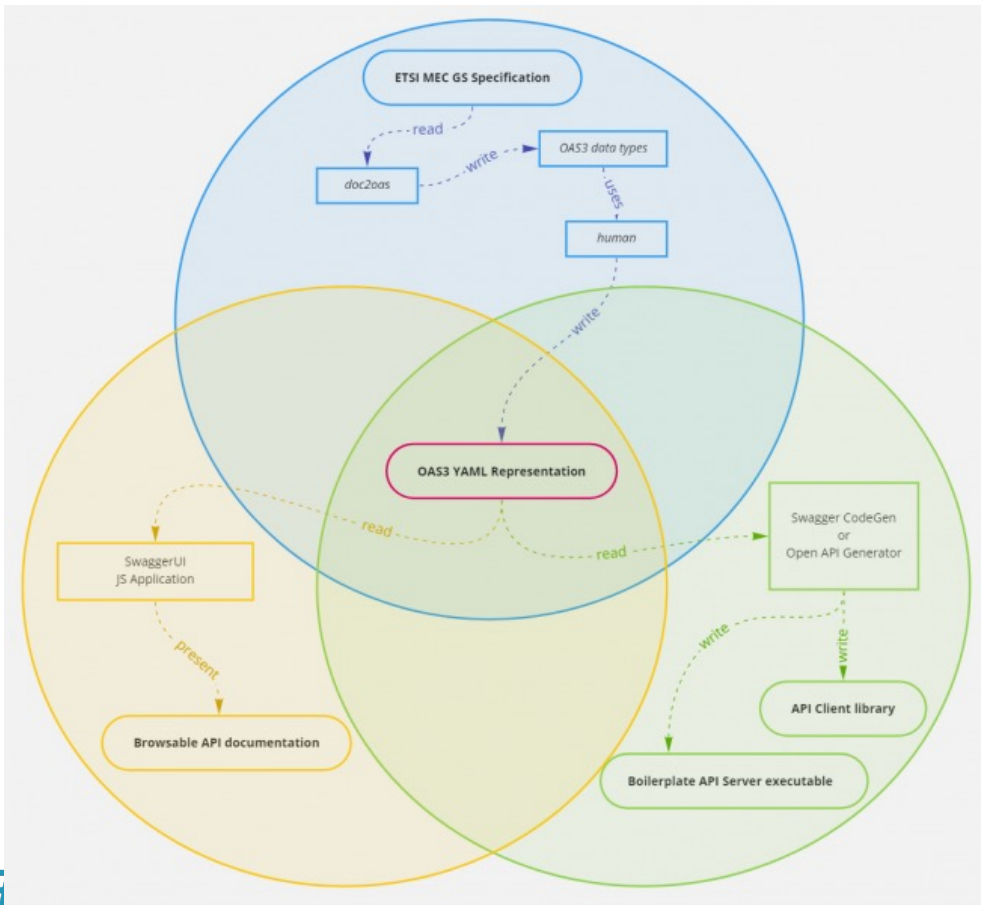 ETSI MEC GS Specification
read
write
OAS3 data types
doc2oas
uses
human
write
OAS3 YAML Representation
read
read
Swagger CodeGen
or
Open API Generator
SwaggerUI
JS Application
write
write
present
API Client library
Browsable API documentation
Boilerplate API Server executable